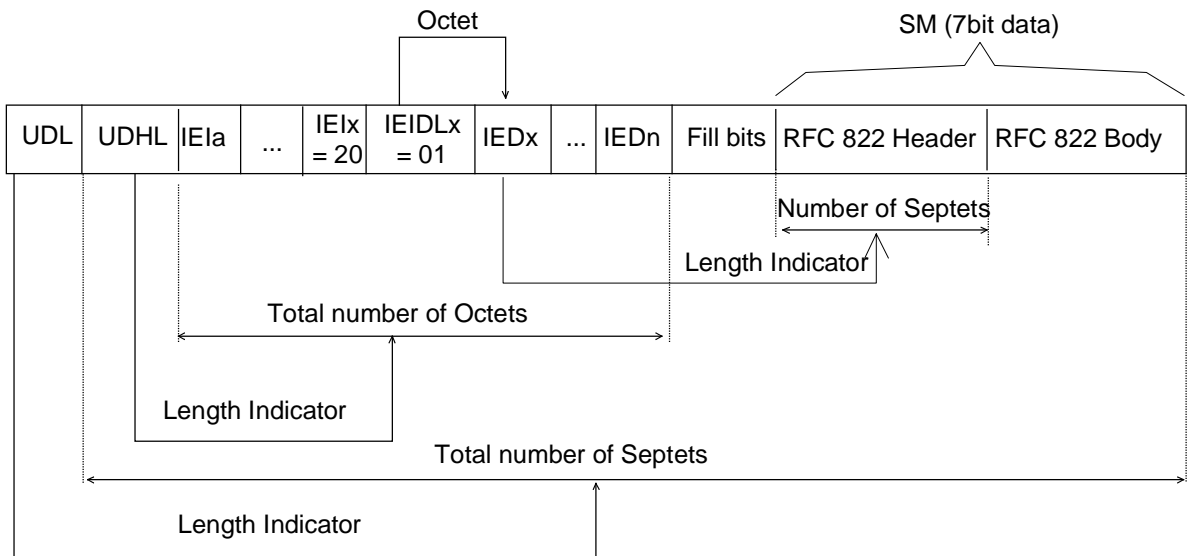 Octet
SM (7bit data)
UDL UDHL IEIa ... IEIx = 20 IEIDLx = 01 IEDx ... IEDn Fill bits RFC 822 Header RFC 822 Body
Number of Septets
Length Indicator
Total number of Octets
Length Indicator
Total number of Septets
Length Indicator